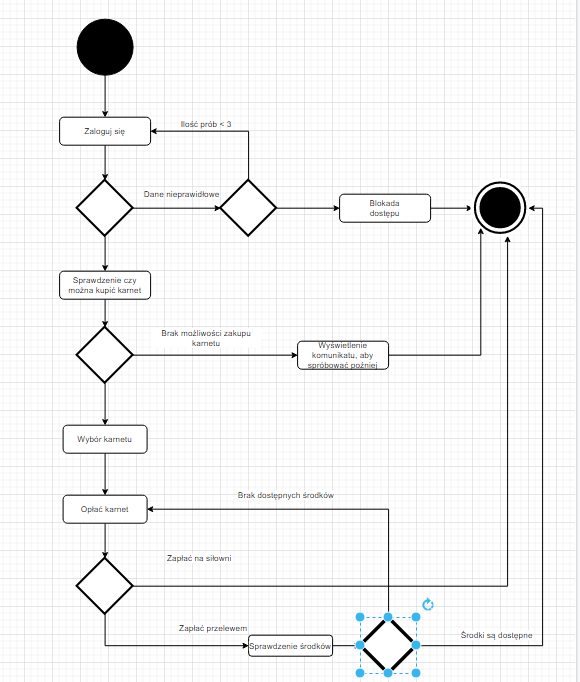 Ilość prób < 3
Zaloguj się
Dane nieprawidłowe
Blokada
dostępu
Sprawdzenie czy
można kupić karnet
Brak możliwości zakupu
karnetu
Wyświetlenie
komunikatu, aby
spróbować poźniej
Wybór karnetu
Brak dostępnych środków
Opłać karnet
Zapłać na siłowni
Zapłać przelewem
Środki są dostępne
Sprawdzenie środków